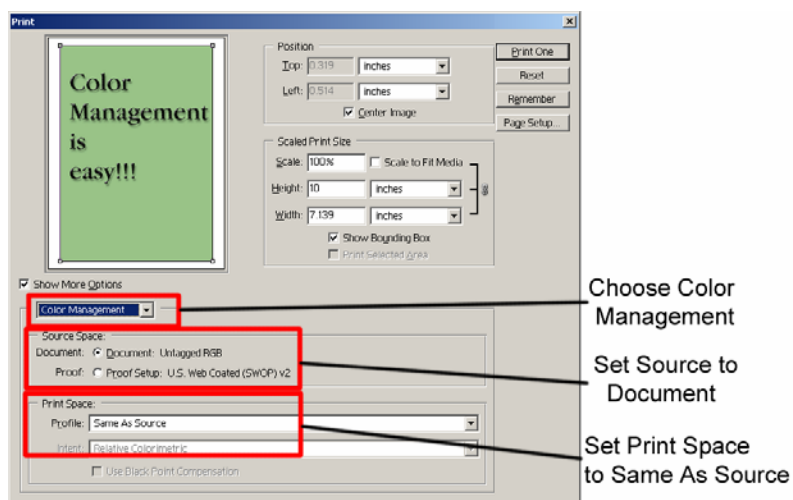 Print
Color
Management
is
easy!!!
Position
Top: 0.319 inches
Left: 0.514 inches
Center Image
Print One
Reset
Remember
Page Setup...
Scaled Print Size
Scale: 100% Scale to Fit Media
Height: 10 inches
Width: 7.139 inches
Show Bounding Box
Print Selected Area
Show More Options
Color Management
Source Space:
Document: Document: Untagged RGB
Proof: Proof Setup: U.S. Web Coated (SWOP) v2
Print Space:
Profile: Same As Source
Intent: Relative Colorimetric
Use Black Point Compensation
Choose Color
Management
Set Source to
Document
Set Print Space
to Same As Source